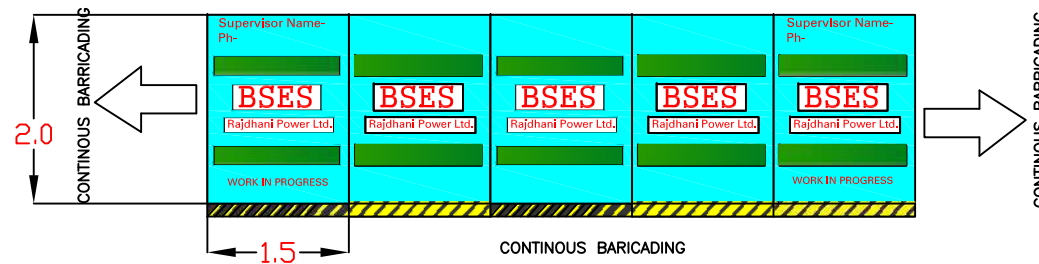 CONTINOUS BARRICADING
2.0
Supervisor Name-
Ph-
BSES
Rajdhani Power Ltd.
WORK IN PROGRESS
BSES
Rajdhani Power Ltd.
BSES
Rajdhani Power Ltd.
BSES
Rajdhani Power Ltd.
Supervisor Name-
Ph-
BSES
Rajdhani Power Ltd.
WORK IN PROGRESS
CONTINOUS BARICADING
1.5
CONTINOUS BARICADING